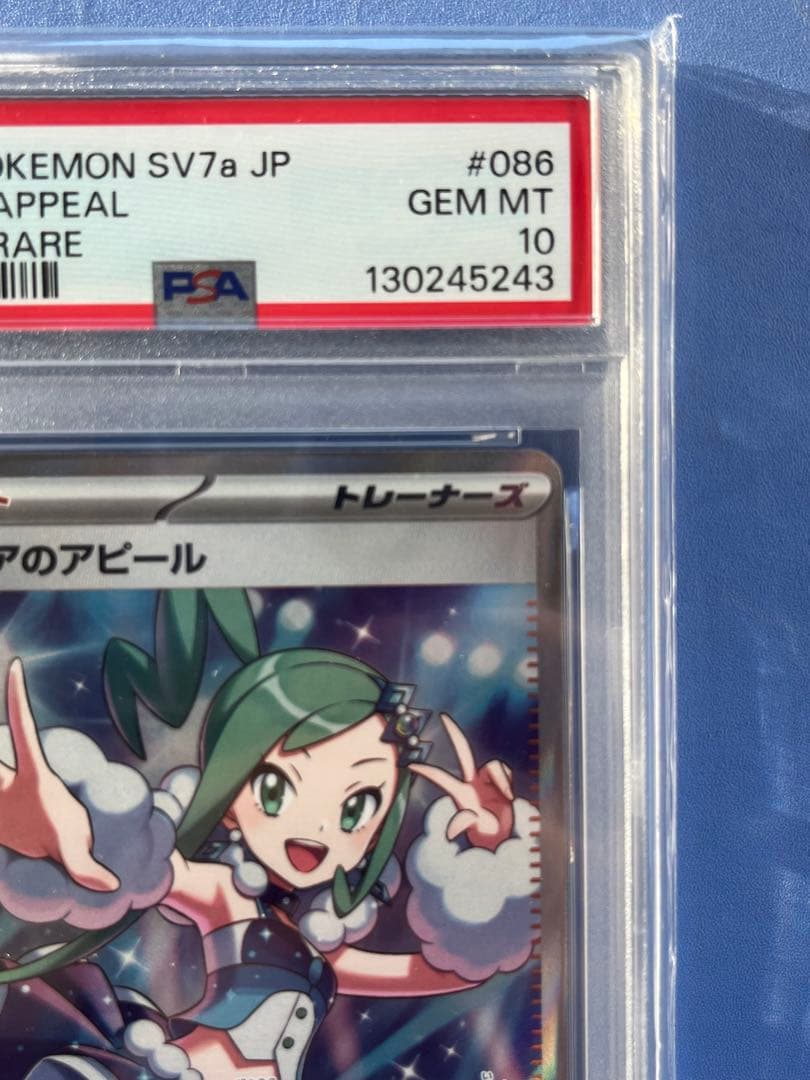 OKEMON SV7a JP #086
APPEAL GEM MT
RARE 10
PSA 130245243
ト トレーナーズ
アのアピール